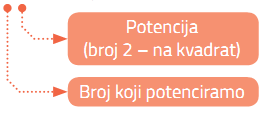 Potencija
(broj 2 – na kvadrat)
Broj koji potenciramo